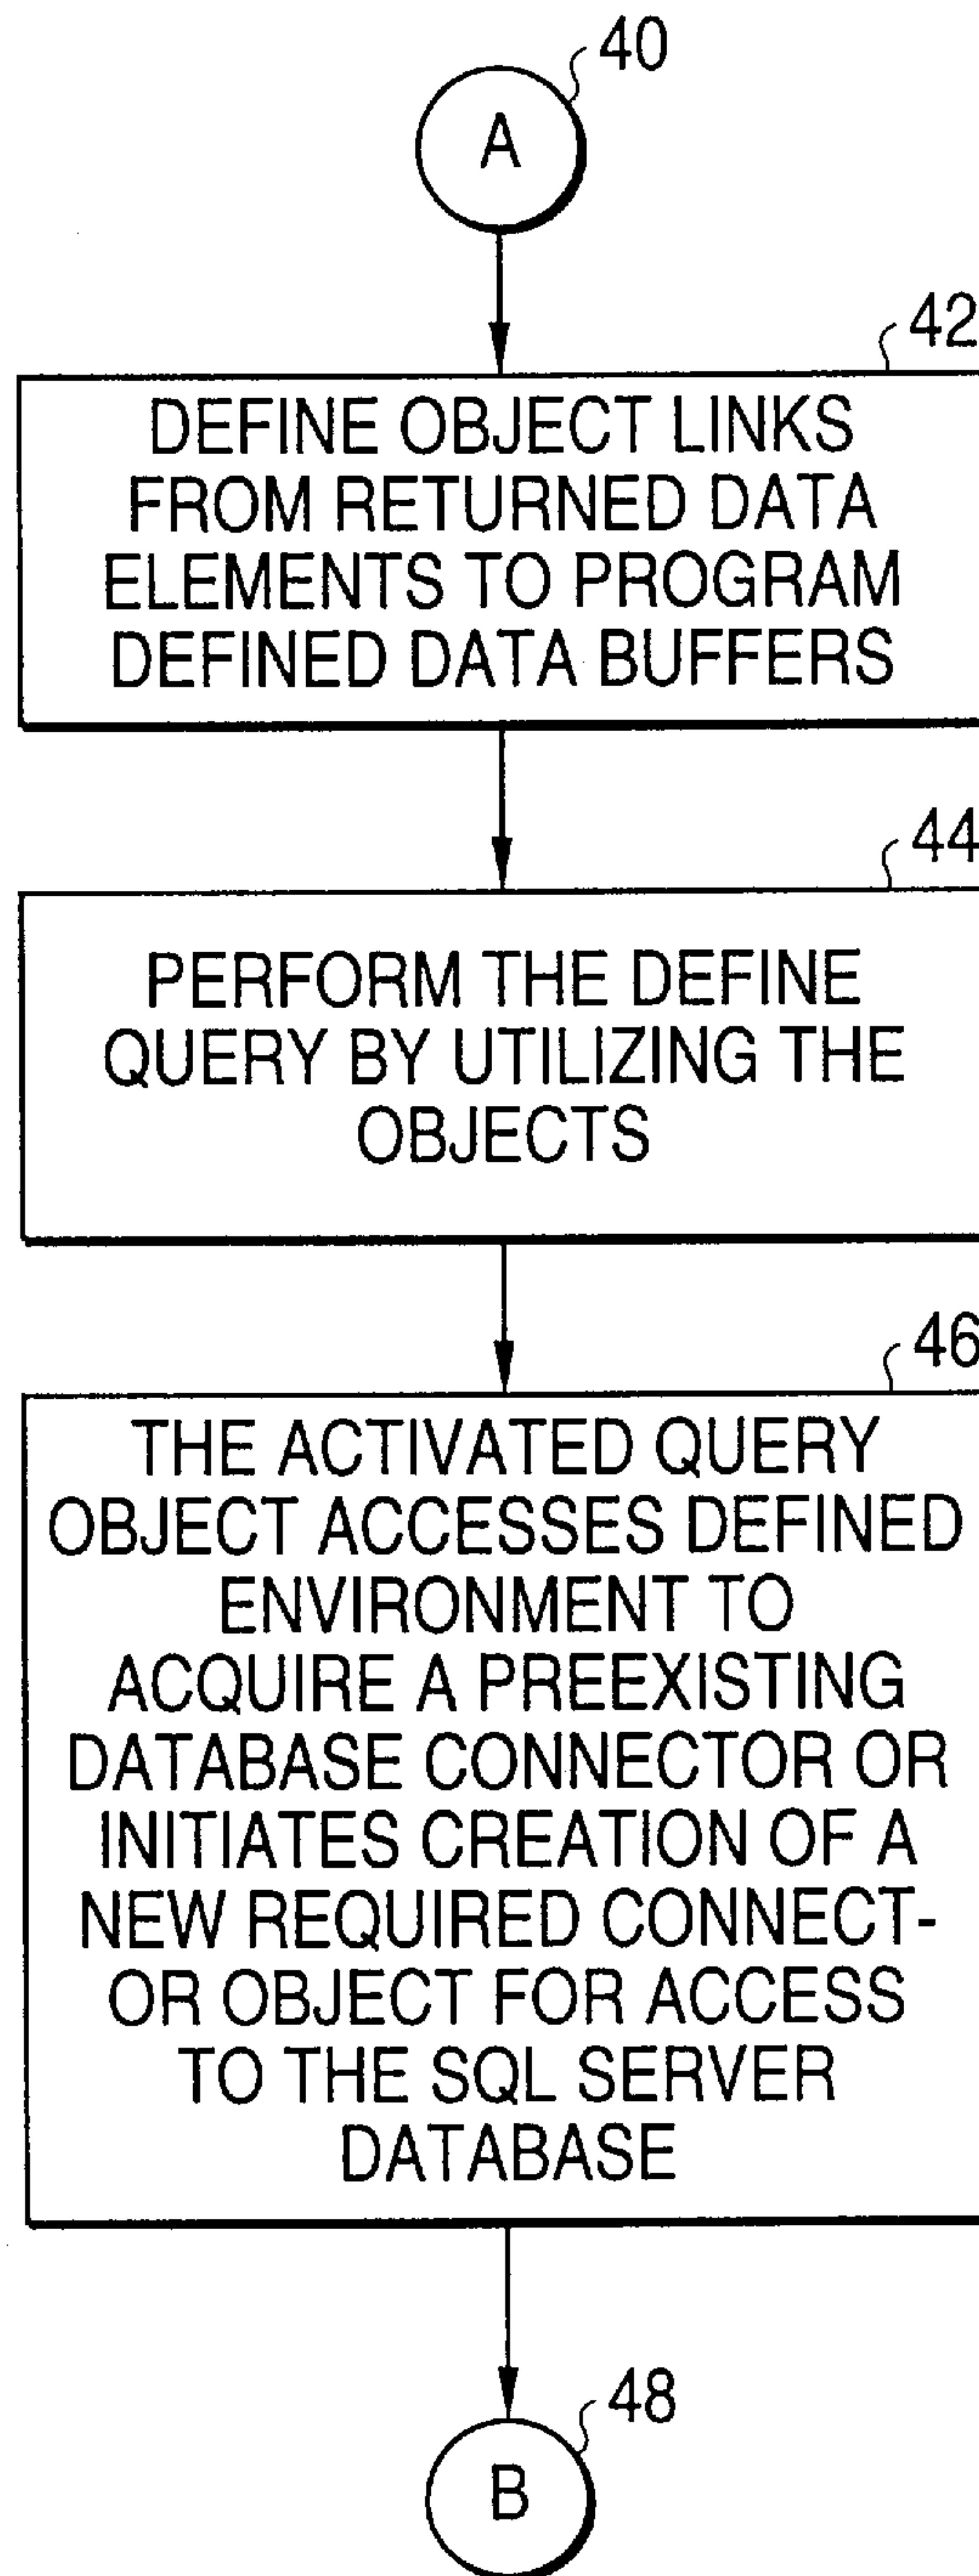 40
A
42
DEFINE OBJECT LINKS
FROM RETURNED DATA
ELEMENTS TO PROGRAM
DEFINED DATA BUFFERS
44
PERFORM THE DEFINE
QUERY BY UTILIZING THE
OBJECTS
46
THE ACTIVATED QUERY
OBJECT ACCESSES DEFINED
ENVIRONMENT TO
ACQUIRE A PREEXISTING
DATABASE CONNECTOR OR
INITIATES CREATION OF A
NEW REQUIRED CONNECT-
OR OBJECT FOR ACCESS
TO THE SQL SERVER
DATABASE
48
B